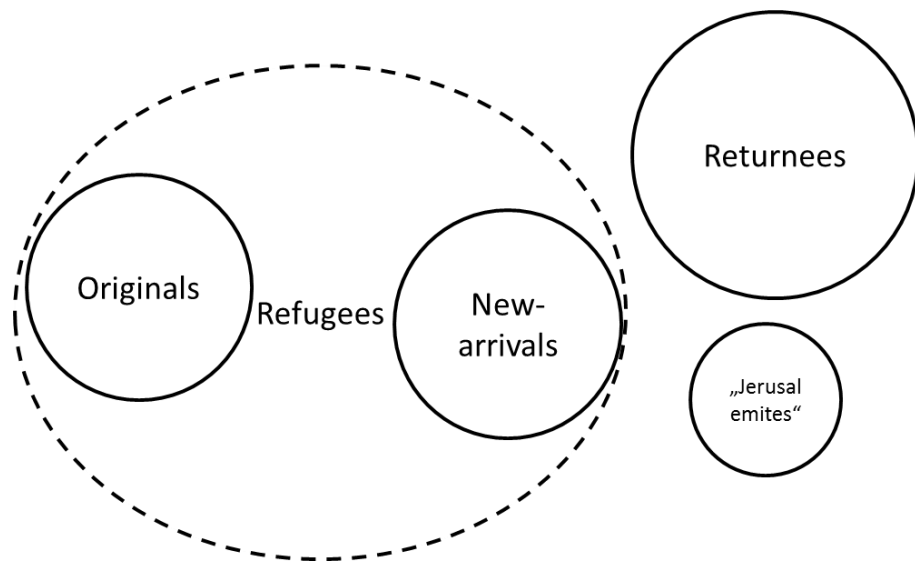 Returnees
Originals
Refugees
New-
arrivals
„Jerusal
emites“